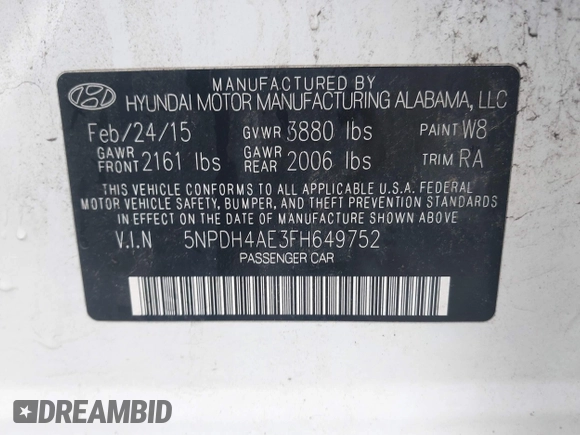 MANUFACTURED BY
HYUNDAI MOTOR MANUFACTURING ALABAMA, LLC
Feb/24/15 GVWR 3880 lbs PAINT W8
GAWR FRONT 2161 lbs GAWR REAR 2006 lbs TRIM RA
THIS VEHICLE CONFORMS TO ALL APPLICABLE U.S.A. FEDERAL
MOTOR VEHICLE SAFETY, BUMPER, AND THEFT PREVENTION STANDARDS
IN EFFECT ON THE DATE OF MANUFACTURE SHOWN ABOVE
V.I.N 5NPDH4AE3FH649752
PASSENGER CAR
DREAMBID